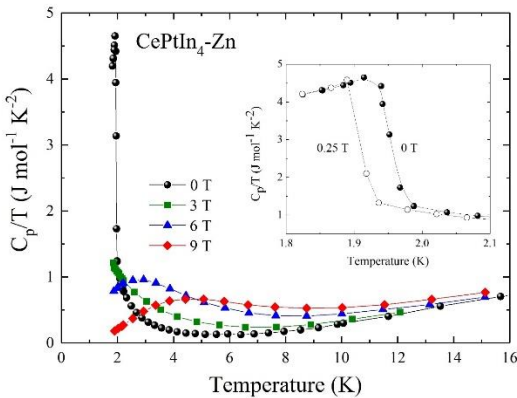 CePtIn₄-Zn
C_p/T (J mol⁻¹ K⁻²)
5
4
3
2
1
0
0 T
3 T
6 T
9 T
0 2 4 6 8 10 12 14 16
Temperature (K)
C_p/T (J mol⁻¹ K⁻²)
5
4
3
2
1
0.25 T
0 T
1.8 1.9 2.0 2.1
Temperature (K)